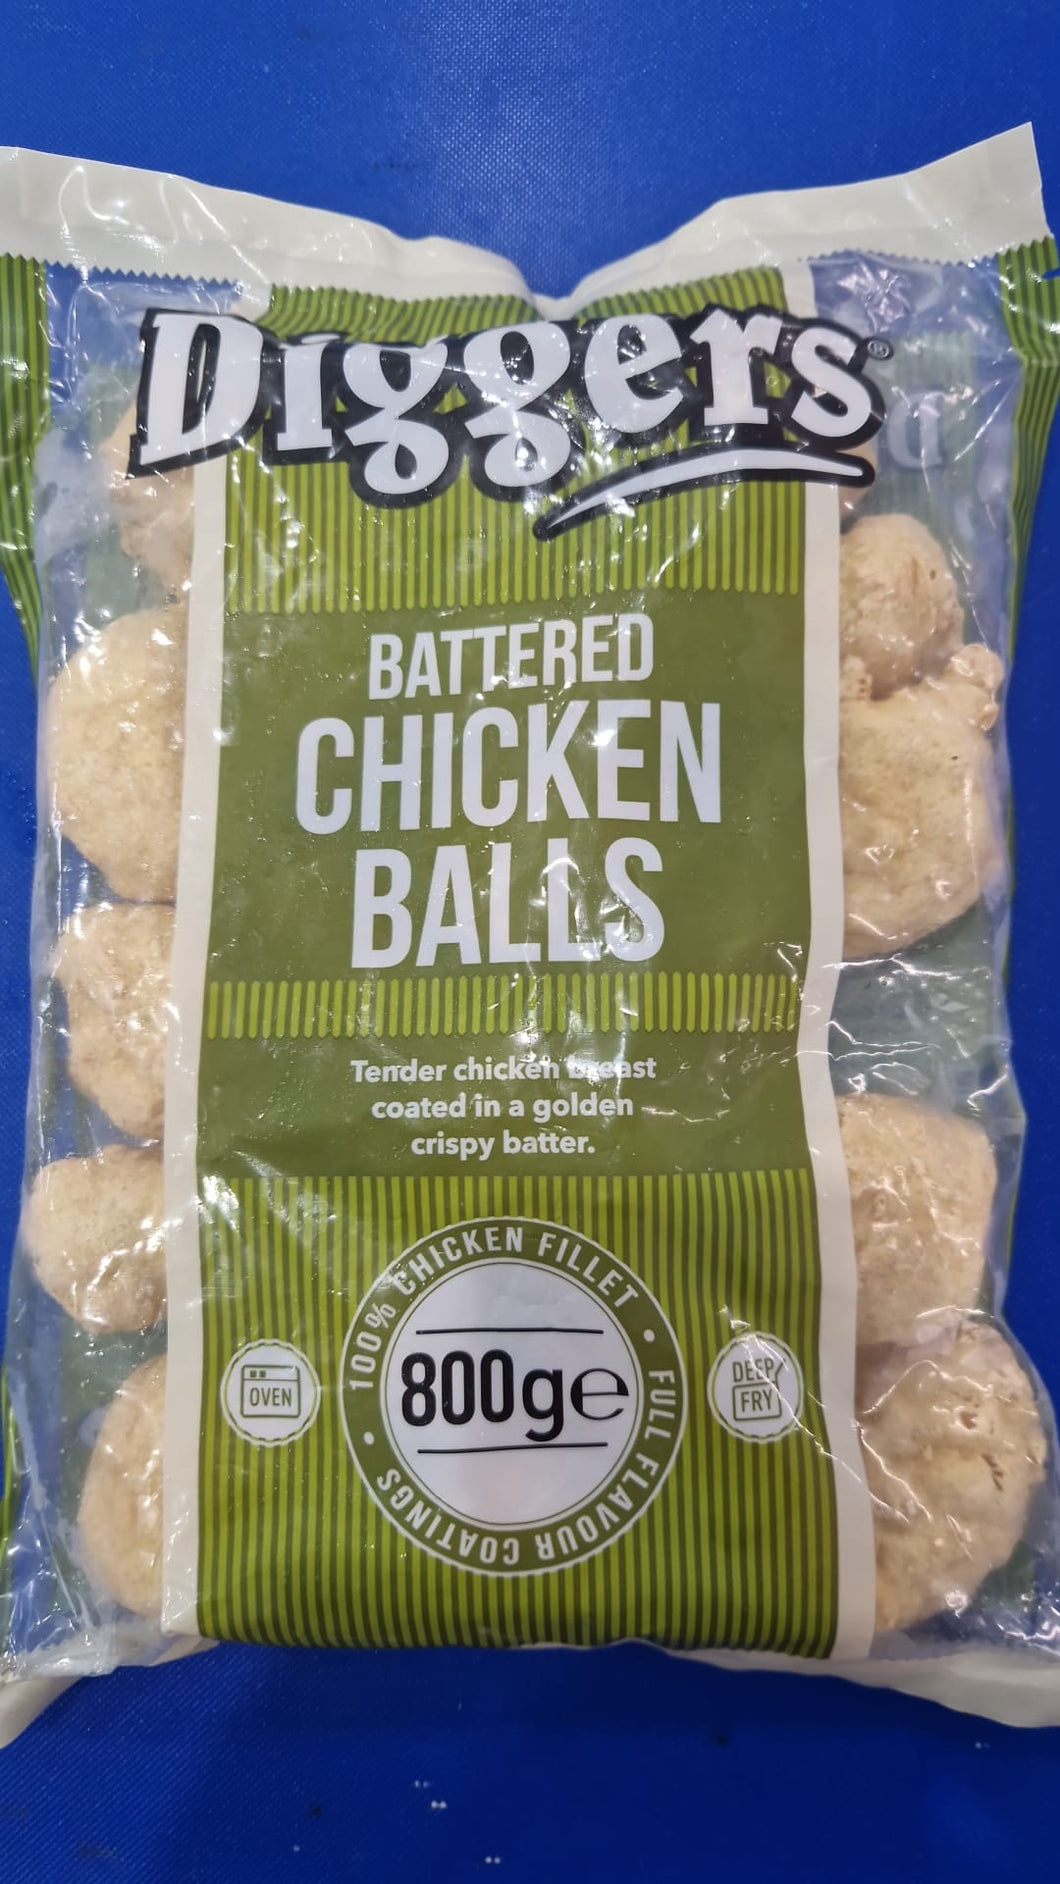 Diggers®
BATTERED
CHICKEN
BALLS
Tender chicken breast
coated in a golden
crispy batter.
100% CHICKEN FILLET • FULL FLAVOUR COATINGS •
OVEN
800g℮
DEEP
FRY